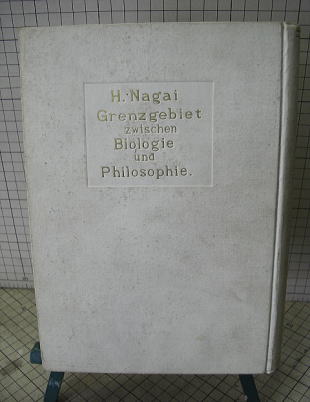 H. Nagai
Grenzgebiet
zwischen
Biologie
und
Philosophie.